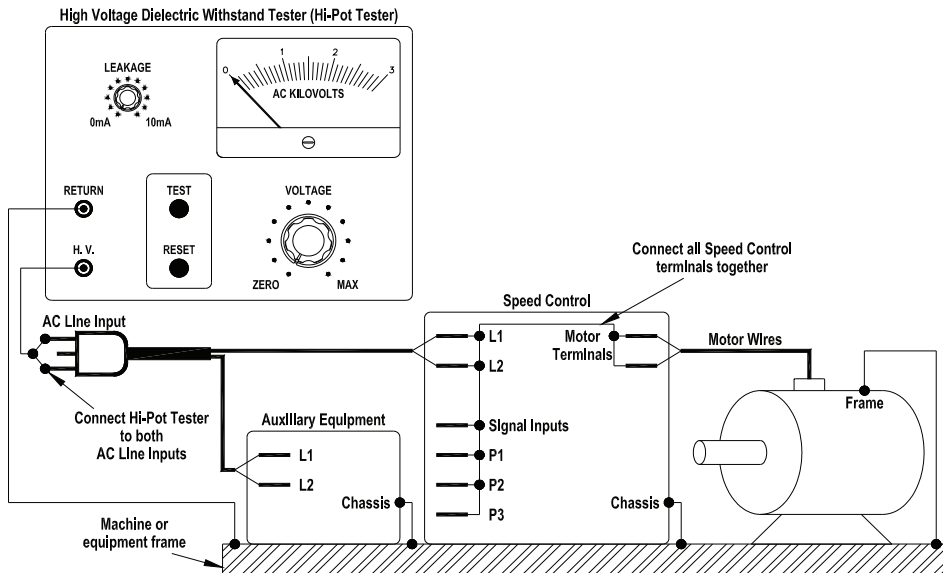 High Voltage Dielectric Withstand Tester (Hi-Pot Tester)
LEAKAGE
0mA
10mA
0
1
2
3
AC KILOVOLTS
RETURN
H. V.
TEST
RESET
VOLTAGE
ZERO
MAX
Connect all Speed Control
terminals together
AC Line Input
Speed Control
L1
L2
Motor
Terminals
Motor Wires
Connect Hi-Pot Tester
to both
AC Line Inputs
Auxiliary Equipment
L1
L2
Chassis
Signal Inputs
P1
P2
P3
Chassis
Frame
Machine or
equipment frame